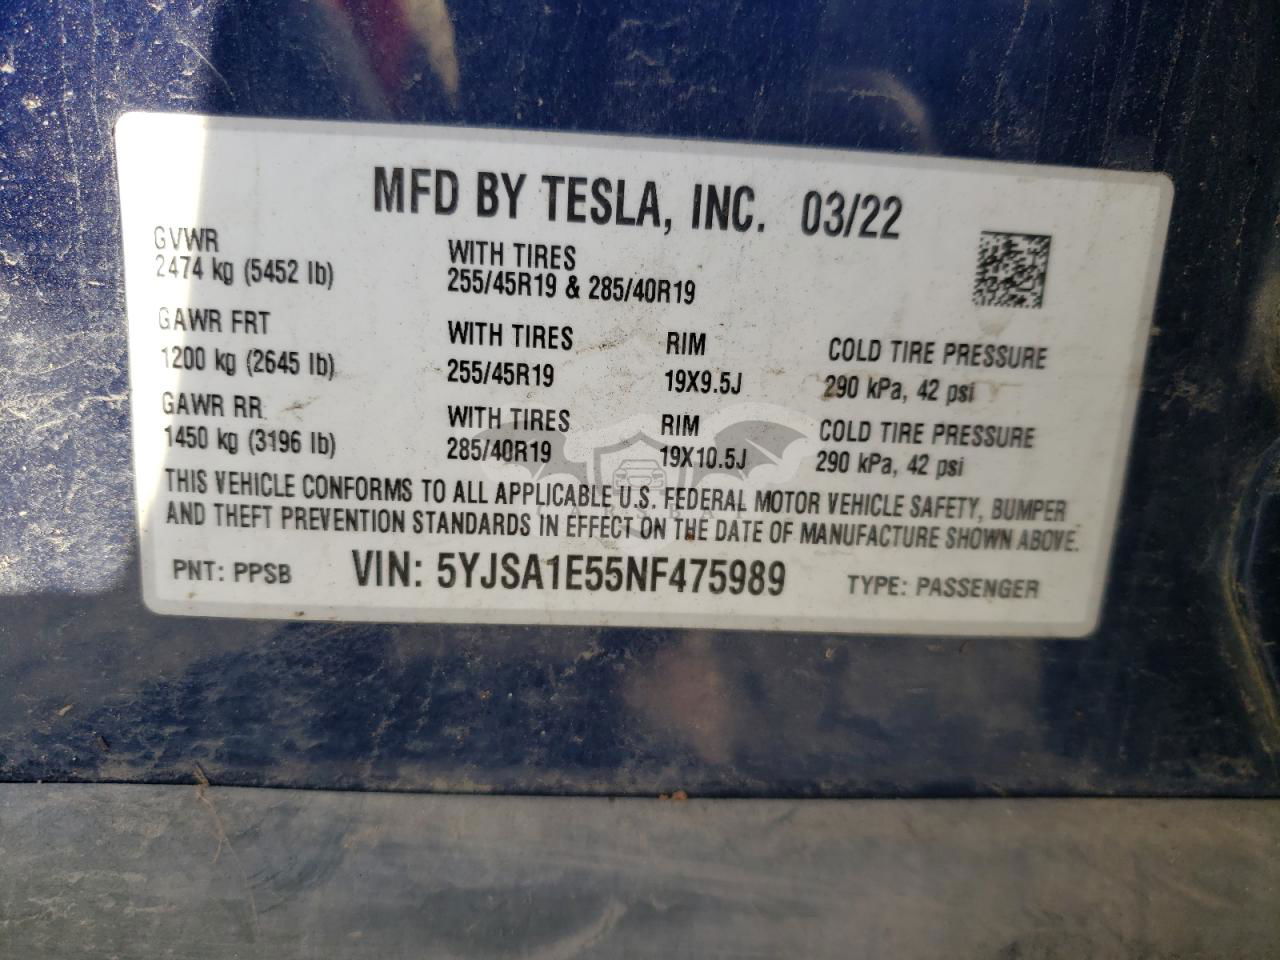 MFD BY TESLA, INC. 03/22
GVWR WITH TIRES
2474 kg (5452 lb) 255/45R19 & 285/40R19
GAWR FRT WITH TIRES RIM COLD TIRE PRESSURE
1200 kg (2645 lb) 255/45R19 19X9.5J 290 kPa, 42 psi
GAWR RR WITH TIRES RIM COLD TIRE PRESSURE
1450 kg (3196 lb) 285/40R19 19X10.5J 290 kPa, 42 psi
THIS VEHICLE CONFORMS TO ALL APPLICABLE U.S. FEDERAL MOTOR VEHICLE SAFETY, BUMPER
AND THEFT PREVENTION STANDARDS IN EFFECT ON THE DATE OF MANUFACTURE SHOWN ABOVE.
PNT: PPSB VIN: 5YJSA1E55NF475989 TYPE: PASSENGER